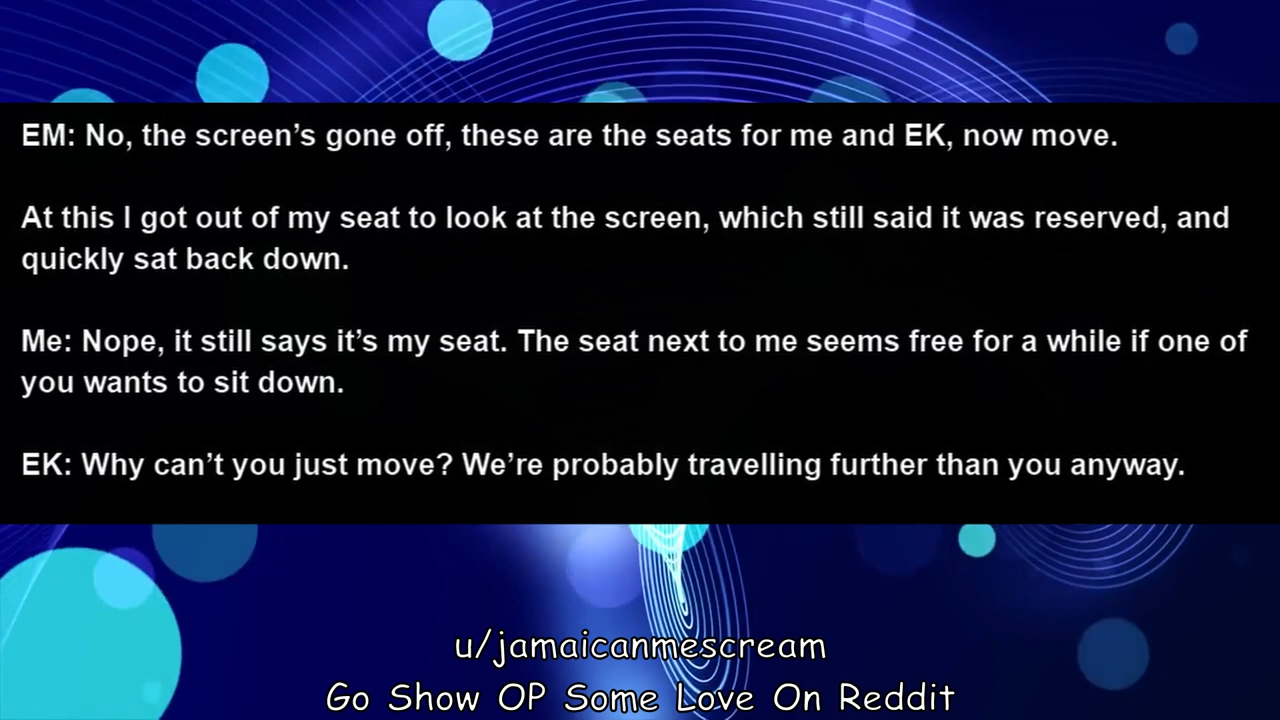 EM: No, the screen’s gone off, these are the seats for me and EK, now move.
At this I got out of my seat to look at the screen, which still said it was reserved, and
quickly sat back down.
Me: Nope, it still says it’s my seat. The seat next to me seems free for a while if one of
you wants to sit down.
EK: Why can’t you just move? We’re probably travelling further than you anyway.
u/jamaicanmescream
Go Show OP Some Love On Reddit